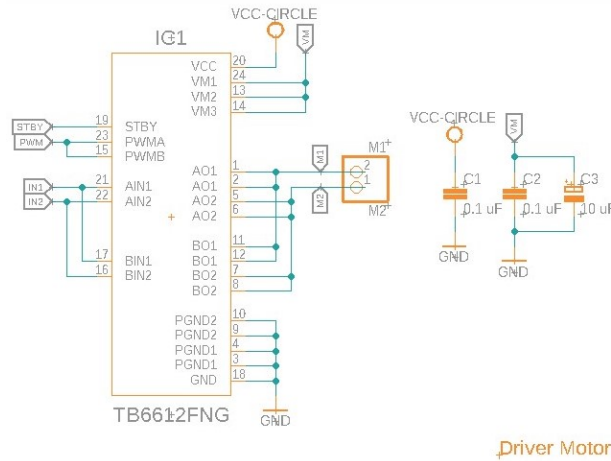 VCC-CIRCLE
VM
IC1
VCC 20
VM1 24
VM2 13
VM3 14
STBY 19 STBY
PWM 23 PWMA
15 PWMB
AO1 1
AO1 2
AO2 5
AO2 6
M1
M2
M1
2
1
M2
IN1 21 AIN1
IN2 22 AIN2
17 BIN1
16 BIN2
BO1 11
BO1 12
BO2 7
BO2 8
PGND2 10
PGND2 9
PGND1 4
PGND1 3
GND 18
TB6612FNG
GND
VCC-CIRCLE
VM
C1
0.1 uF
C2
0.1 uF
C3
10 uF
GND
GND
Driver Motor